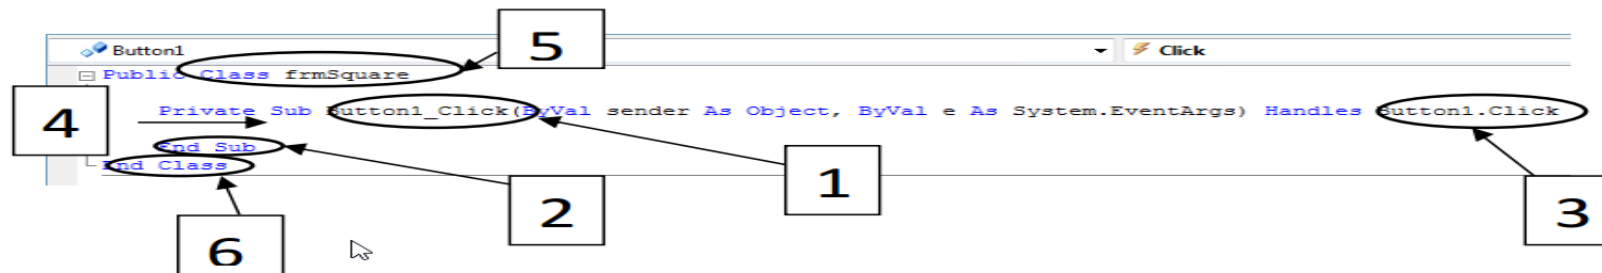 5
Button1 Click
Public Class frmSquare
4
Private Sub Button1_Click(ByVal sender As Object, ByVal e As System.EventArgs) Handles Button1.Click
End Sub
End Class
1
2
3
6